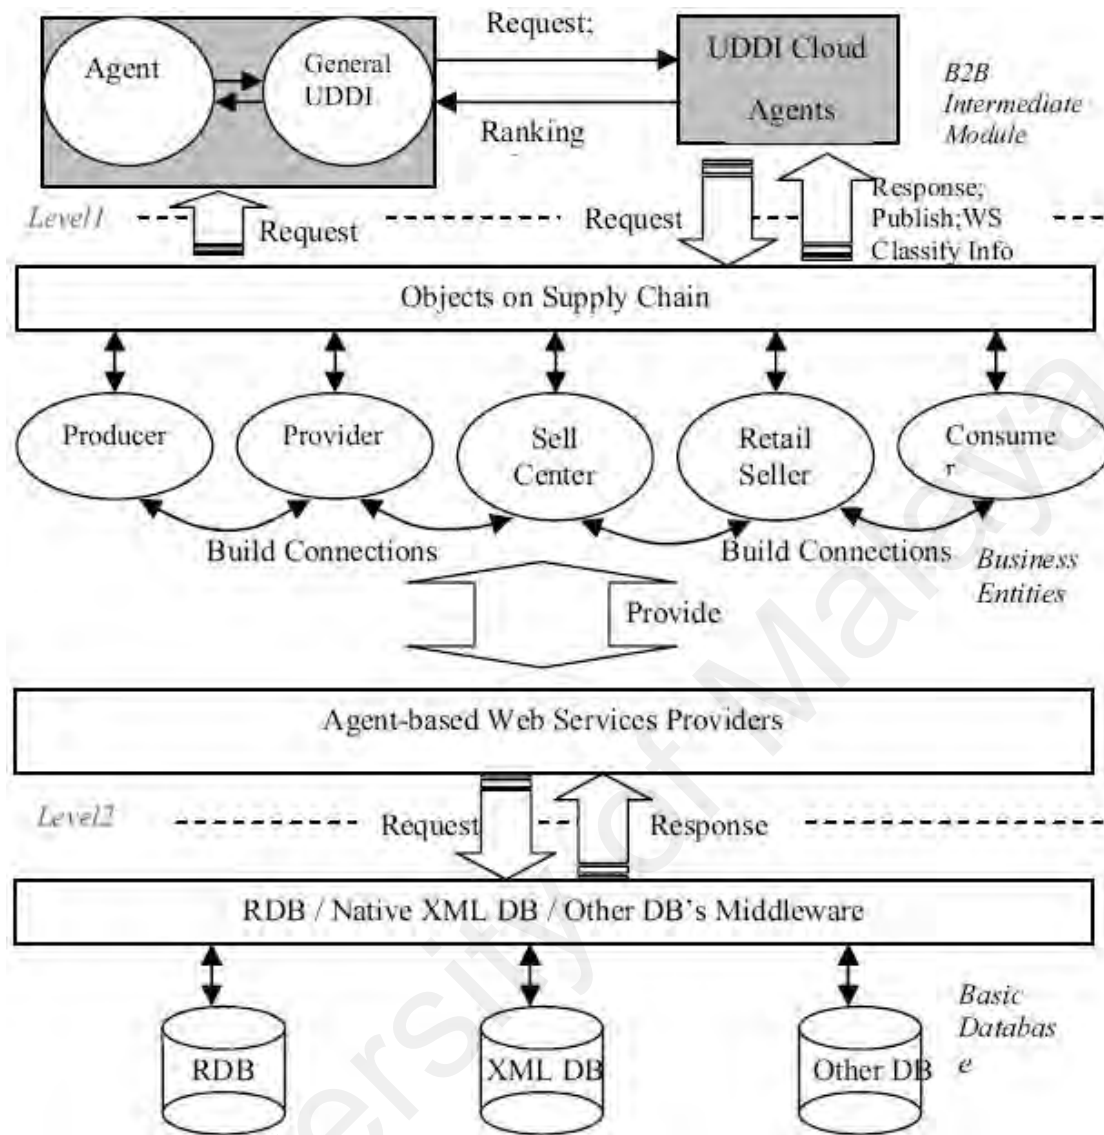 Agent
General
UDDI
Request;
Ranking
UDDI Cloud
Agents
B2B
Intermediate
Module
Level1
Request
Request
Response;
Publish;WS
Classify Info
Objects on Supply Chain
Producer
Provider
Sell
Center
Retail
Seller
Consume
r
Build Connections
Build Connections
Business
Entities
Provide
Agent-based Web Services Providers
Level2
Request
Response
RDB / Native XML DB / Other DB's Middleware
RDB
XML DB
Other DB
Basic
Databas
e
University of Malaya